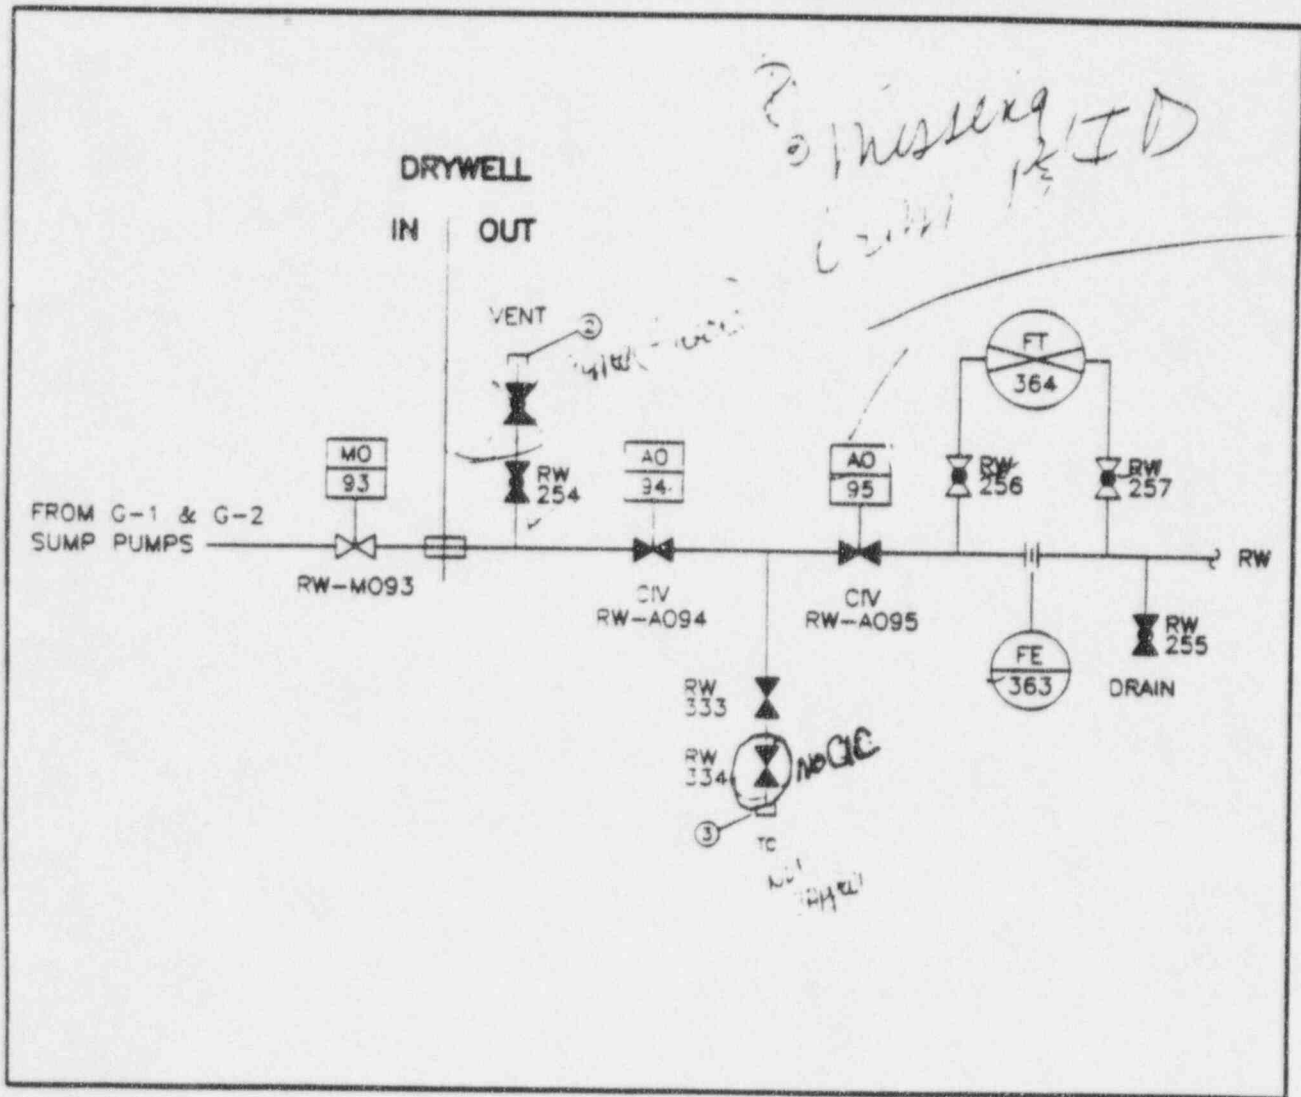 Missing
P&ID
DRYWELL
IN OUT
VENT
2
FT
364
MO
93
RW
254
AO
94
AO
95
RW
256
RW
257
FROM G-1 & G-2
SUMP PUMPS
RW
RW-MO93
CIV
RW-AO94
CIV
RW-AO95
FE
363
RW
255
DRAIN
RW
333
RW
334
No CIC
3
TC